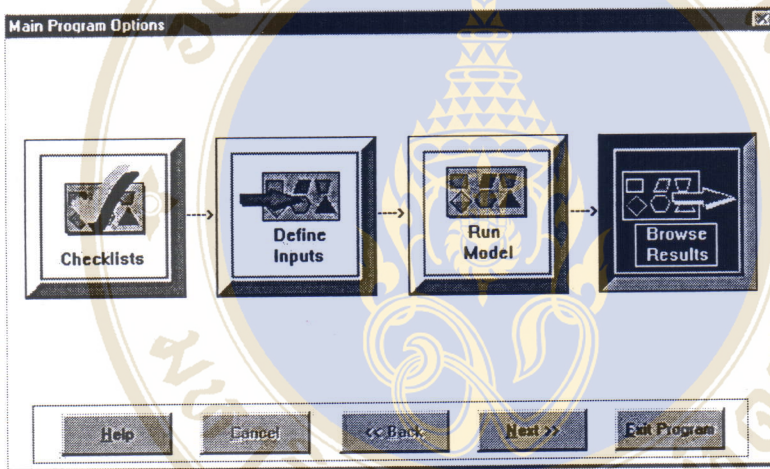 Main Program Options
Checklists
Define
Inputs
Run
Model
Browse
Results
Help
Cancel
<< Back
Next >>
Exit Program